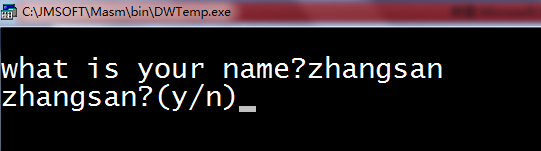 C:\JMSOFT\Masm\bin\DWTemp.exe
what is your name?zhangsan
zhangsan?(y/n)